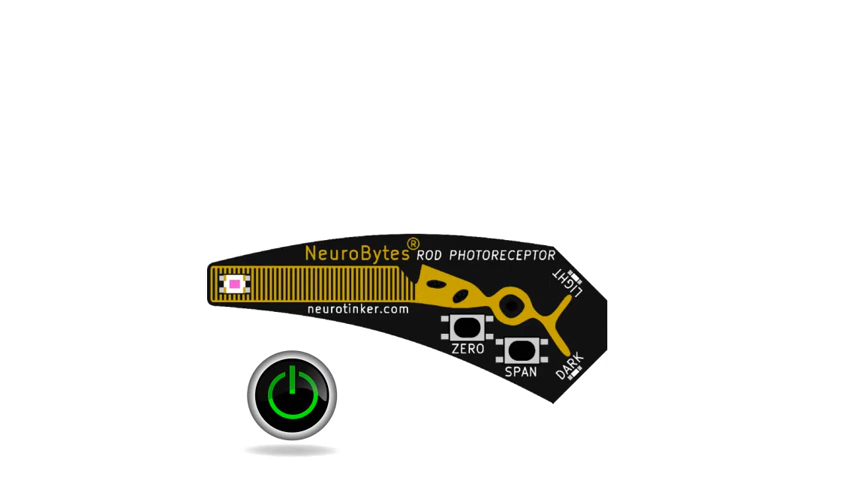 NeuroBytes® ROD PHOTORECEPTOR
LIGHT
neurotinker.com
ZERO
SPAN
DARK